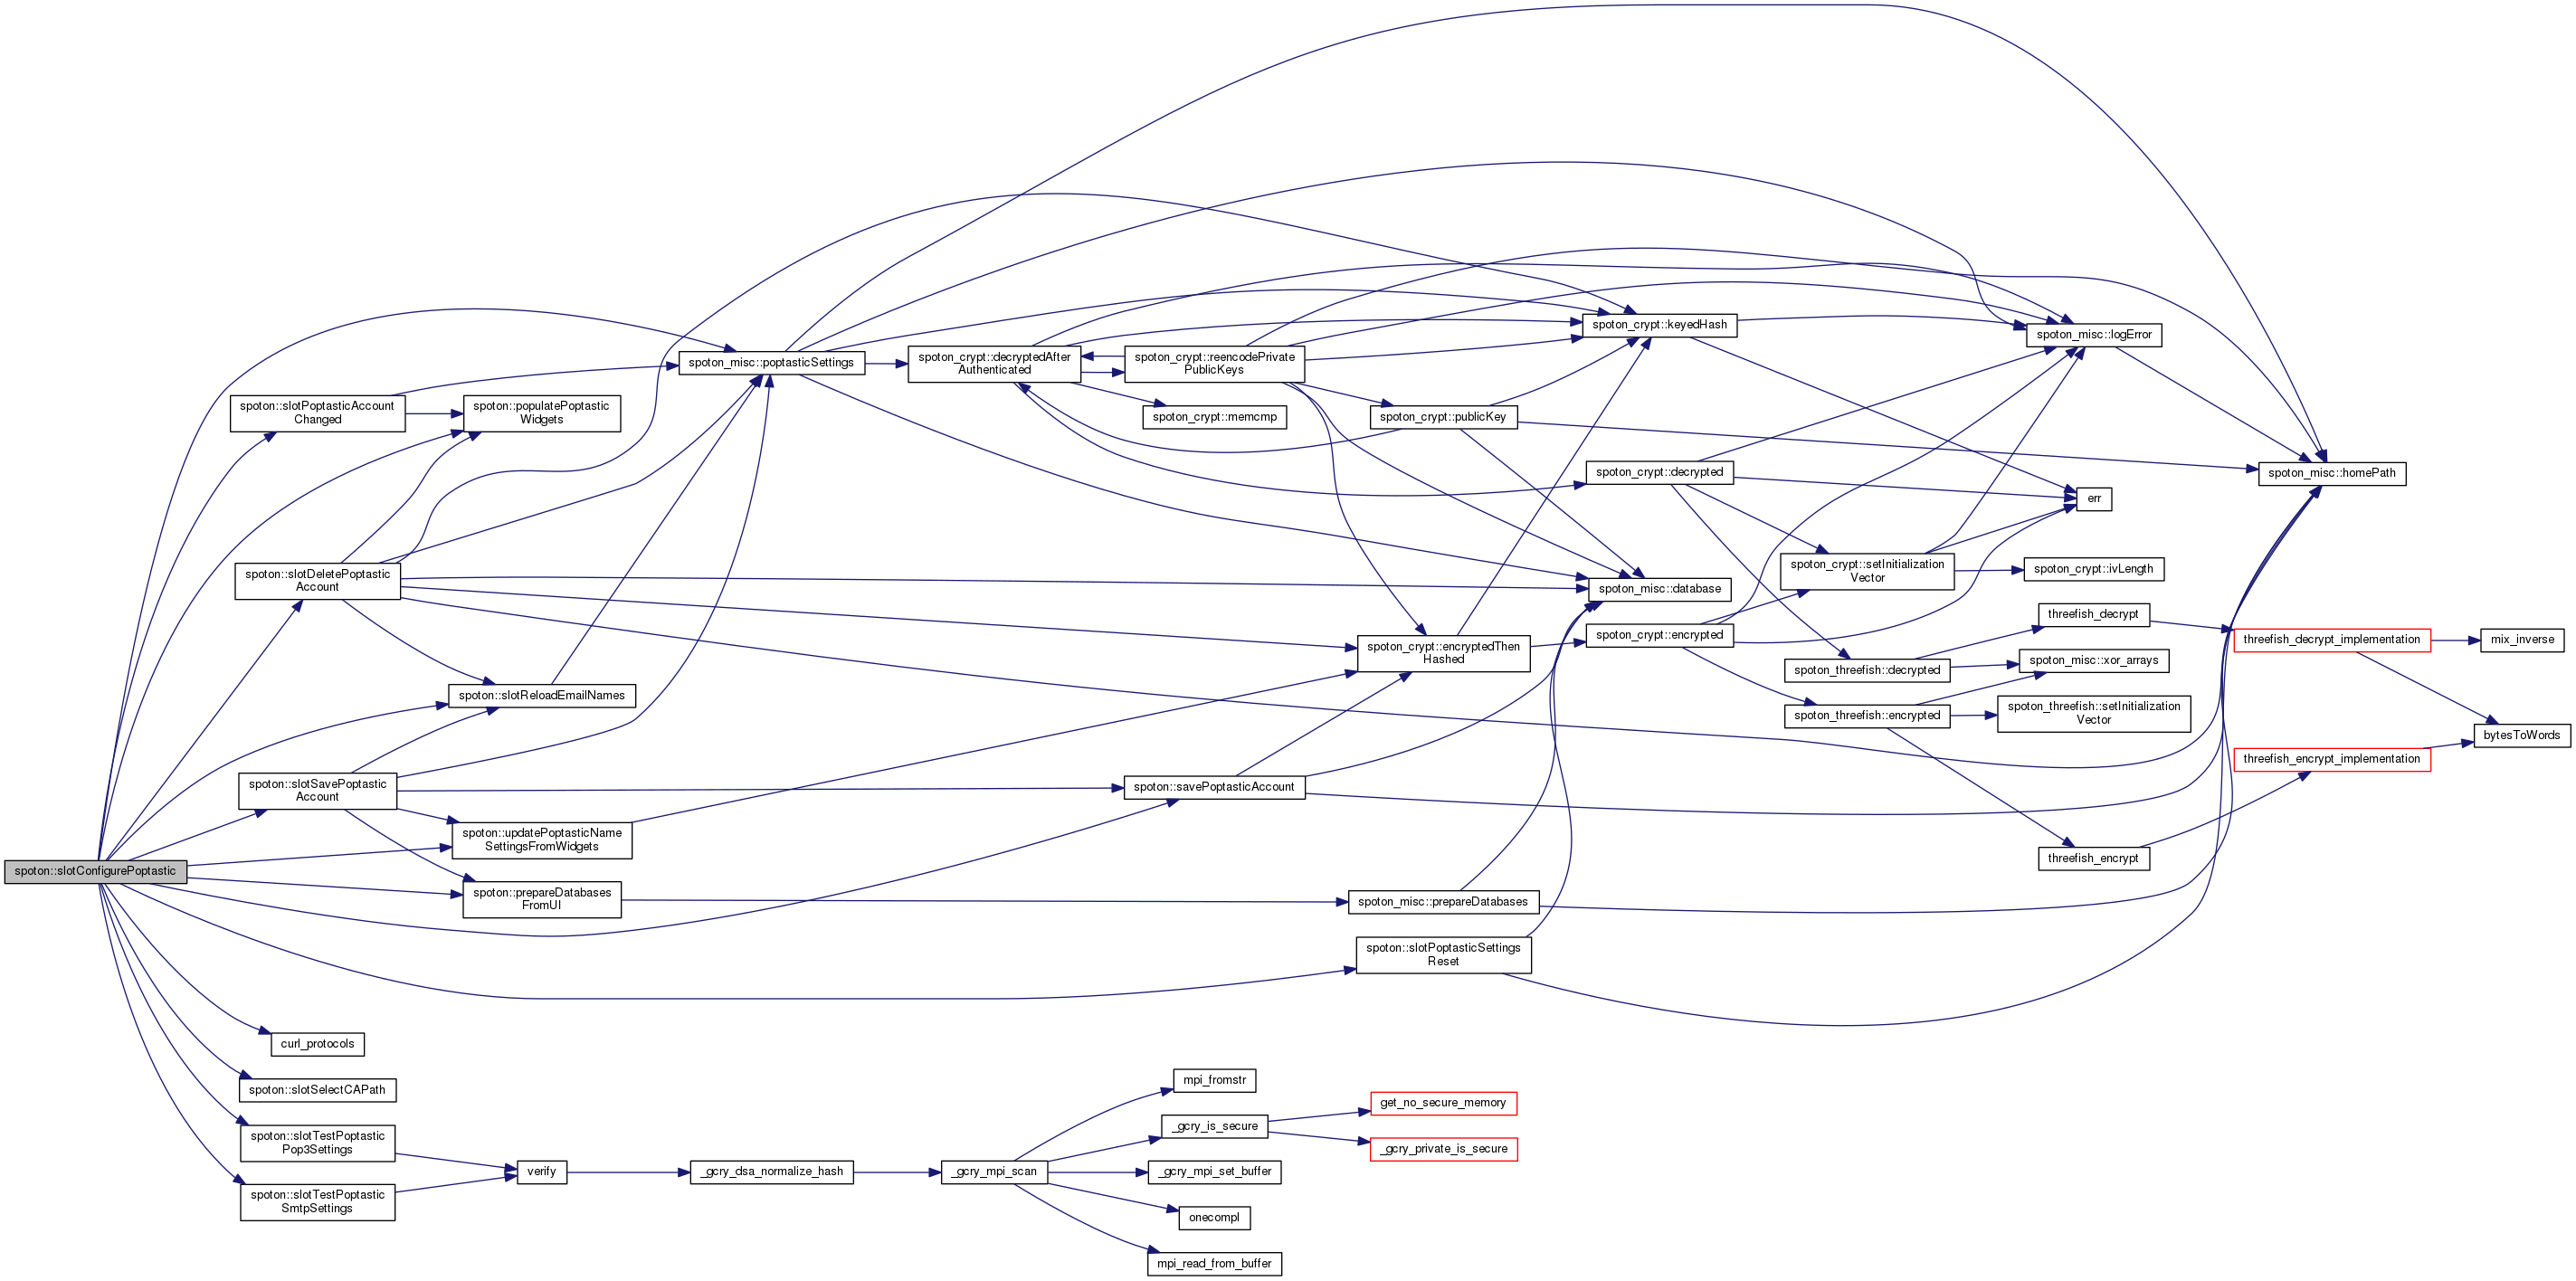 spoton::slotConfigurePoptastic
spoton::slotPoptasticAccount
Changed
spoton::slotDeletePoptastic
Account
spoton::slotSavePoptastic
Account
curl_protocols
spoton::slotSelectCAPath
spoton::slotTestPoptastic
Pop3Settings
spoton::slotTestPoptastic
SmtpSettings
spoton::populatePoptastic
Widgets
spoton::slotReloadEmailNames
spoton::updatePoptasticName
SettingsFromWidgets
spoton::prepareDatabases
FromUI
verify
spoton_misc::poptasticSettings
_gcry_dsa_normalize_hash
spoton_crypt::decryptedAfter
Authenticated
_gcry_mpi_scan
spoton_crypt::reencodePrivate
PublicKeys
spoton_crypt::memcmp
spoton::savePoptasticAccount
mpi_fromstr
_gcry_is_secure
_gcry_mpi_set_buffer
onecompl
mpi_read_from_buffer
spoton_crypt::publicKey
spoton_crypt::encryptedThen
Hashed
spoton_misc::prepareDatabases
spoton::slotPoptasticSettings
Reset
get_no_secure_memory
_gcry_private_is_secure
spoton_crypt::keyedHash
spoton_crypt::decrypted
spoton_misc::database
spoton_crypt::encrypted
spoton_crypt::setInitialization
Vector
spoton_threefish::decrypted
spoton_threefish::encrypted
spoton_misc::logError
err
spoton_crypt::ivLength
threefish_decrypt
spoton_misc::xor_arrays
spoton_threefish::setInitialization
Vector
threefish_encrypt
spoton_misc::homePath
threefish_decrypt_implementation
threefish_encrypt_implementation
mix_inverse
bytesToWords